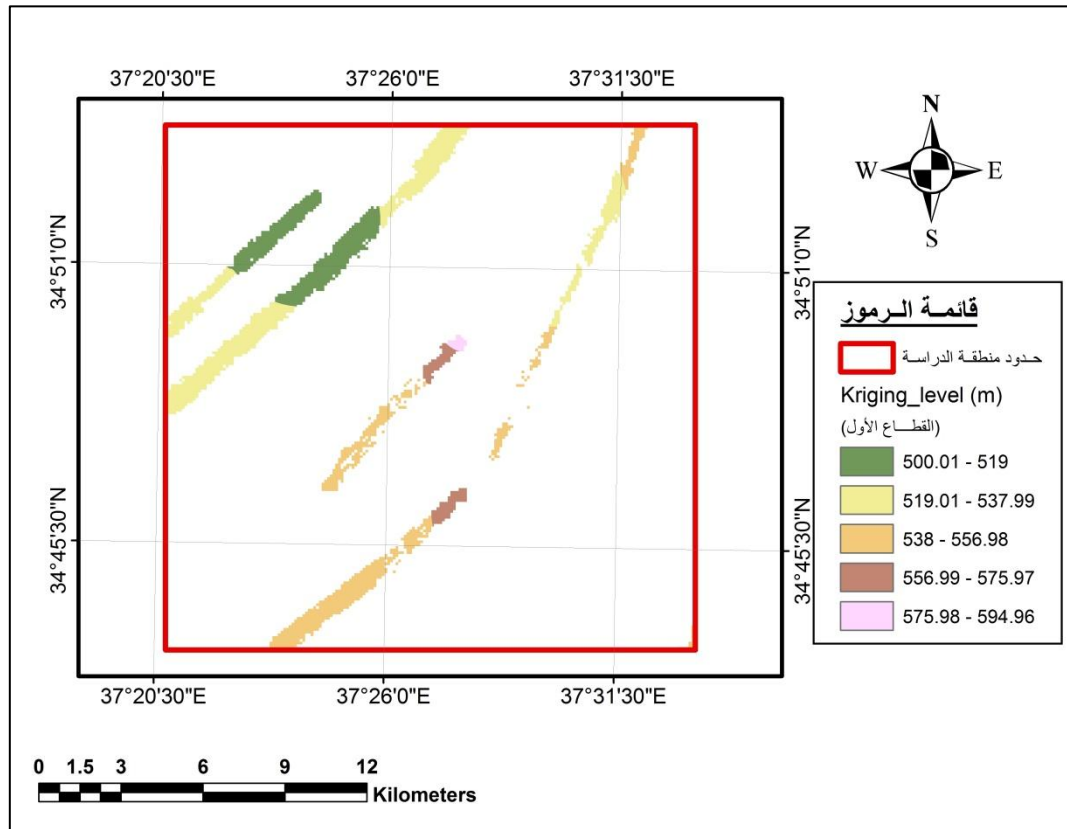 37°20'30"E 37°26'0"E 37°31'30"E
N
W E
S
34°51'0"N
34°51'0"N
34°45'30"N
34°45'30"N
قائمـة الـرموز
حـدود منطقـة الدراسـة
Kriging_level (m)
(القطـــاع الأول)
500.01 - 519
519.01 - 537.99
538 - 556.98
556.99 - 575.97
575.98 - 594.96
37°20'30"E 37°26'0"E 37°31'30"E
0 1.5 3 6 9 12
Kilometers